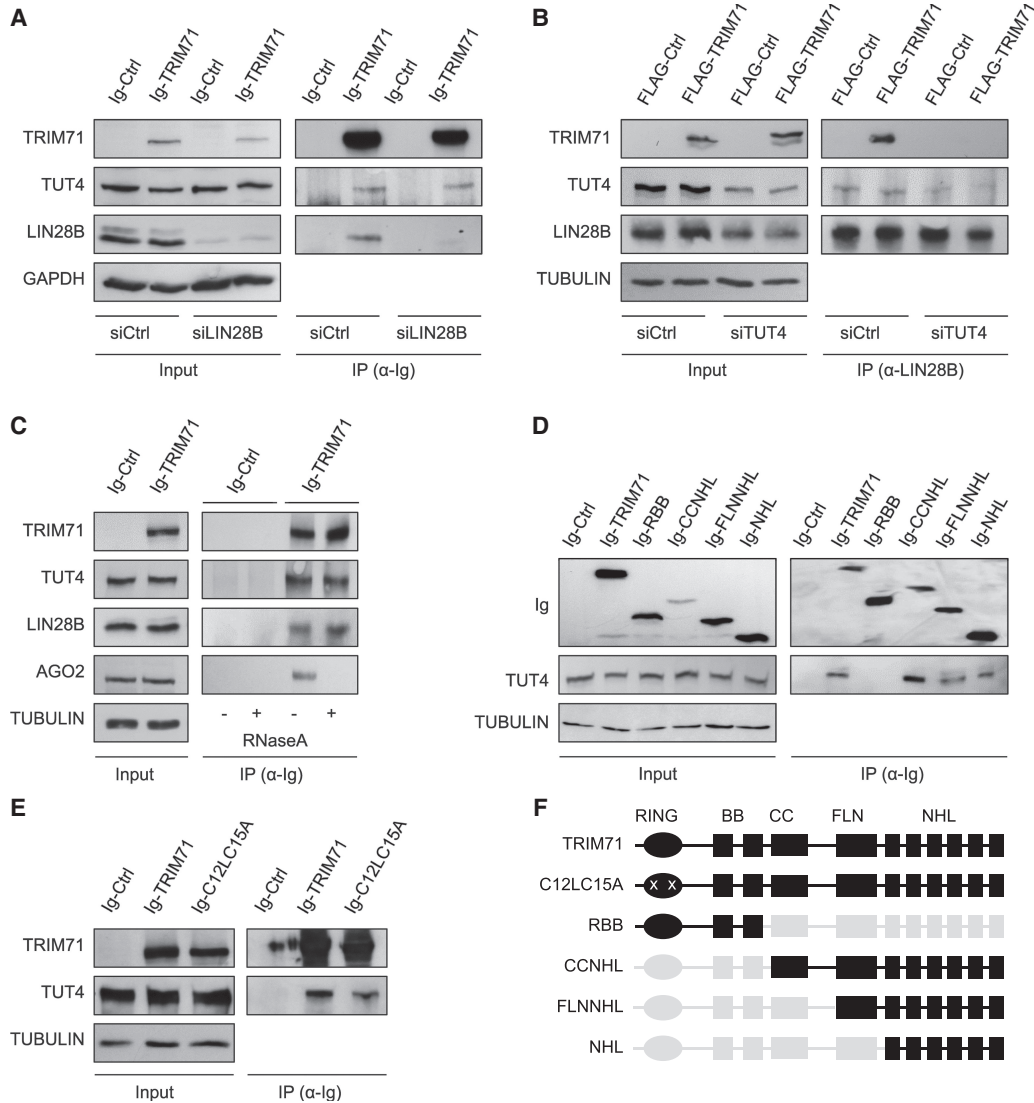 A
Ig-Ctrl Ig-TRIM71 Ig-Ctrl Ig-TRIM71 Ig-Ctrl Ig-TRIM71 Ig-Ctrl Ig-TRIM71
TRIM71
TUT4
LIN28B
GAPDH
siCtrl siLIN28B siCtrl siLIN28B
Input IP (α-Ig)
B
FLAG-Ctrl FLAG-TRIM71 FLAG-Ctrl FLAG-TRIM71 FLAG-Ctrl FLAG-TRIM71 FLAG-Ctrl FLAG-TRIM71
TRIM71
TUT4
LIN28B
TUBULIN
siCtrl siTUT4 siCtrl siTUT4
Input IP (α-LIN28B)
C
Ig-Ctrl Ig-TRIM71 Ig-Ctrl Ig-TRIM71
TRIM71
TUT4
LIN28B
AGO2
TUBULIN
- + - +
RNaseA
Input IP (α-Ig)
D
Ig-Ctrl Ig-TRIM71 Ig-RBB Ig-CCNHL Ig-FLNNHL Ig-NHL Ig-Ctrl Ig-TRIM71 Ig-RBB Ig-CCNHL Ig-FLNNHL Ig-NHL
Ig
TUT4
TUBULIN
Input IP (α-Ig)
E
Ig-Ctrl Ig-TRIM71 Ig-C12LC15A Ig-Ctrl Ig-TRIM71 Ig-C12LC15A
TRIM71
TUT4
TUBULIN
Input IP (α-Ig)
F
RING BB CC FLN NHL
TRIM71
C12LC15A
x x
RBB
CCNHL
FLNNHL
NHL